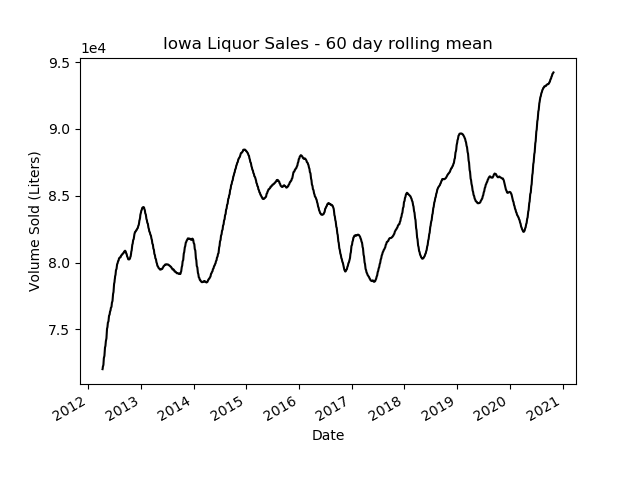 Iowa Liquor Sales - 60 day rolling mean
1e4
9.5
9.0
8.5
8.0
7.5
Volume Sold (Liters)
2012 2013 2014 2015 2016 2017 2018 2019 2020 2021
Date